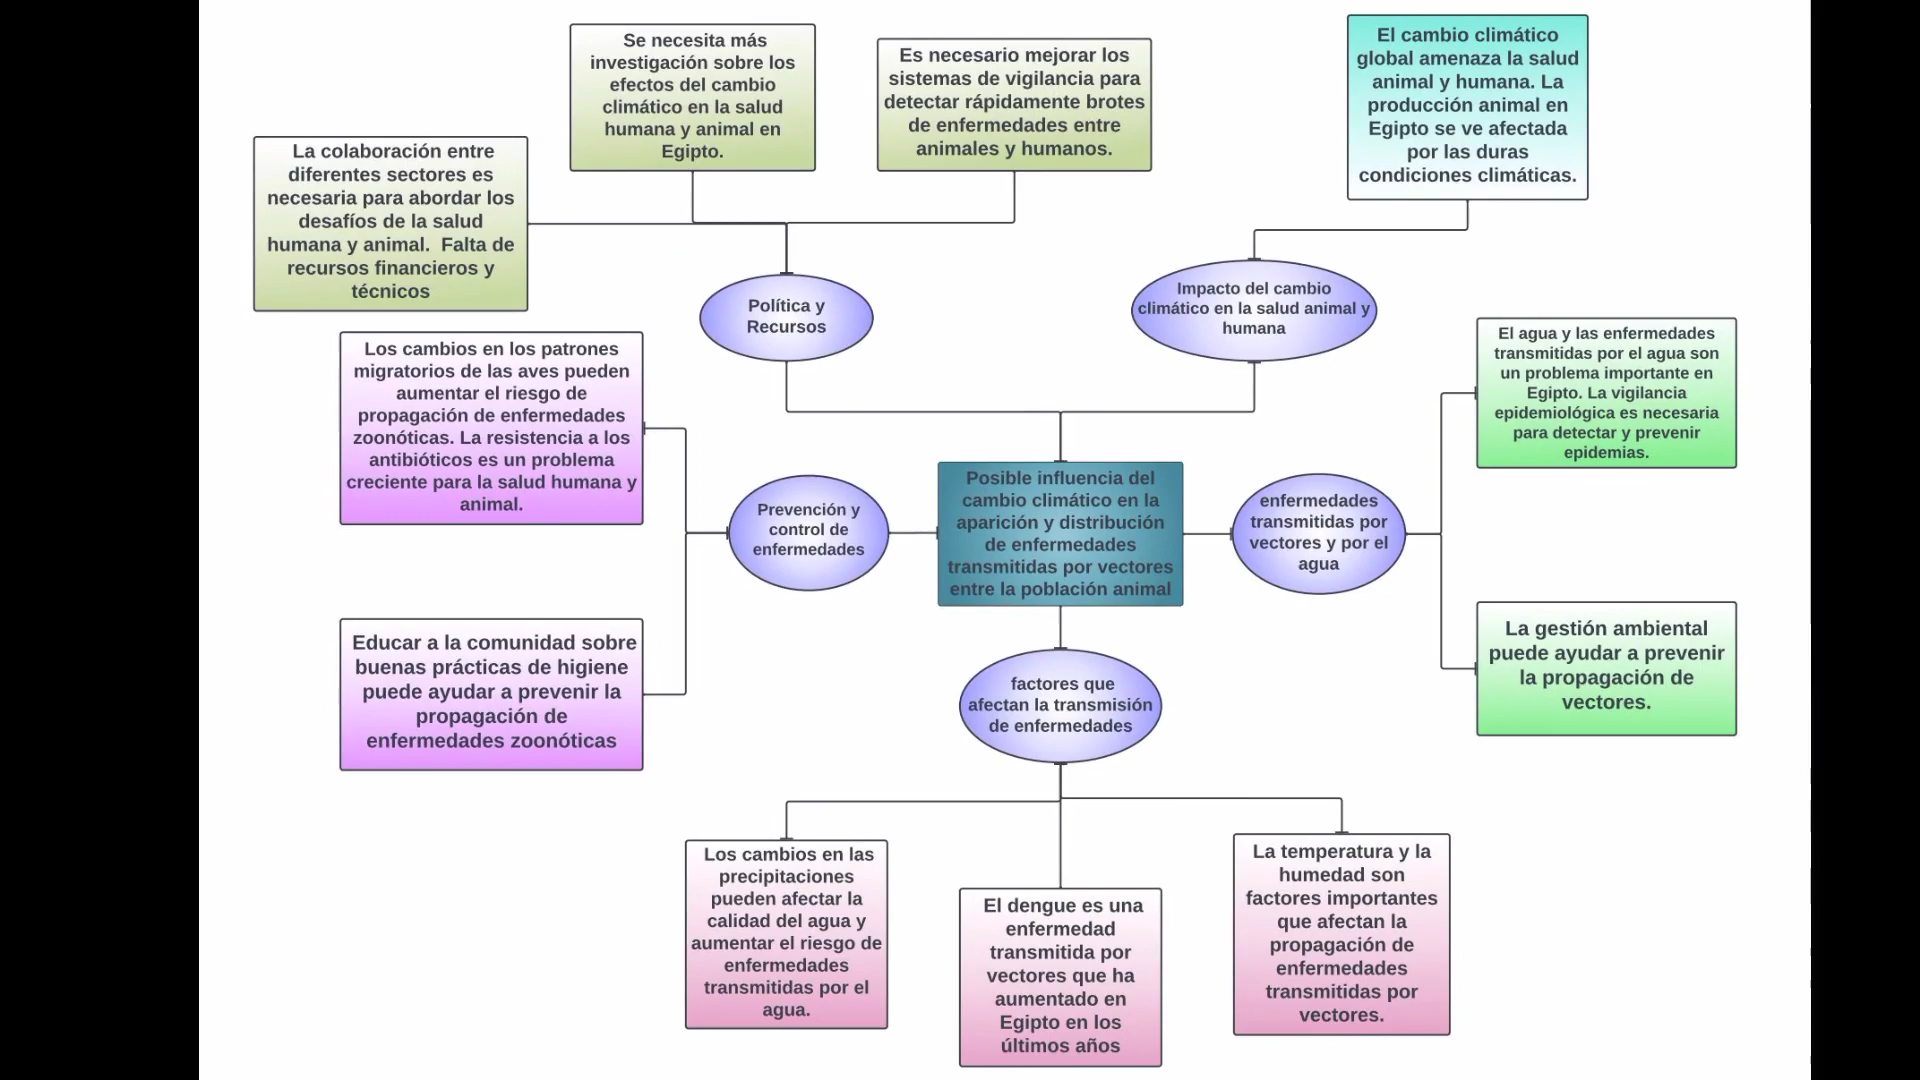 Se necesita más
investigación sobre los
efectos del cambio
climático en la salud
humana y animal en
Egipto.
Es necesario mejorar los
sistemas de vigilancia para
detectar rápidamente brotes
de enfermedades entre
animales y humanos.
El cambio climático
global amenaza la salud
animal y humana. La
producción animal en
Egipto se ve afectada
por las duras
condiciones climáticas.
La colaboración entre
diferentes sectores es
necesaria para abordar los
desafíos de la salud
humana y animal.  Falta de
recursos financieros y
técnicos
Política y
Recursos
Impacto del cambio
climático en la salud animal y
humana
Los cambios en los patrones
migratorios de las aves pueden
aumentar el riesgo de
propagación de enfermedades
zoonóticas. La resistencia a los
antibióticos es un problema
creciente para la salud humana y
animal.
El agua y las enfermedades
transmitidas por el agua son
un problema importante en
Egipto. La vigilancia
epidemiológica es necesaria
para detectar y prevenir
epidemias.
Prevención y
control de
enfermedades
Posible influencia del
cambio climático en la
aparición y distribución
de enfermedades
transmitidas por vectores
entre la población animal
enfermedades
transmitidas por
vectores y por el
agua
Educar a la comunidad sobre
buenas prácticas de higiene
puede ayudar a prevenir la
propagación de
enfermedades zoonóticas
factores que
afectan la transmisión
de enfermedades
La gestión ambiental
puede ayudar a prevenir
la propagación de
vectores.
Los cambios en las
precipitaciones
pueden afectar la
calidad del agua y
aumentar el riesgo de
enfermedades
transmitidas por el
agua.
El dengue es una
enfermedad
transmitida por
vectores que ha
aumentado en
Egipto en los
últimos años
La temperatura y la
humedad son
factores importantes
que afectan la
propagación de
enfermedades
transmitidas por
vectores.